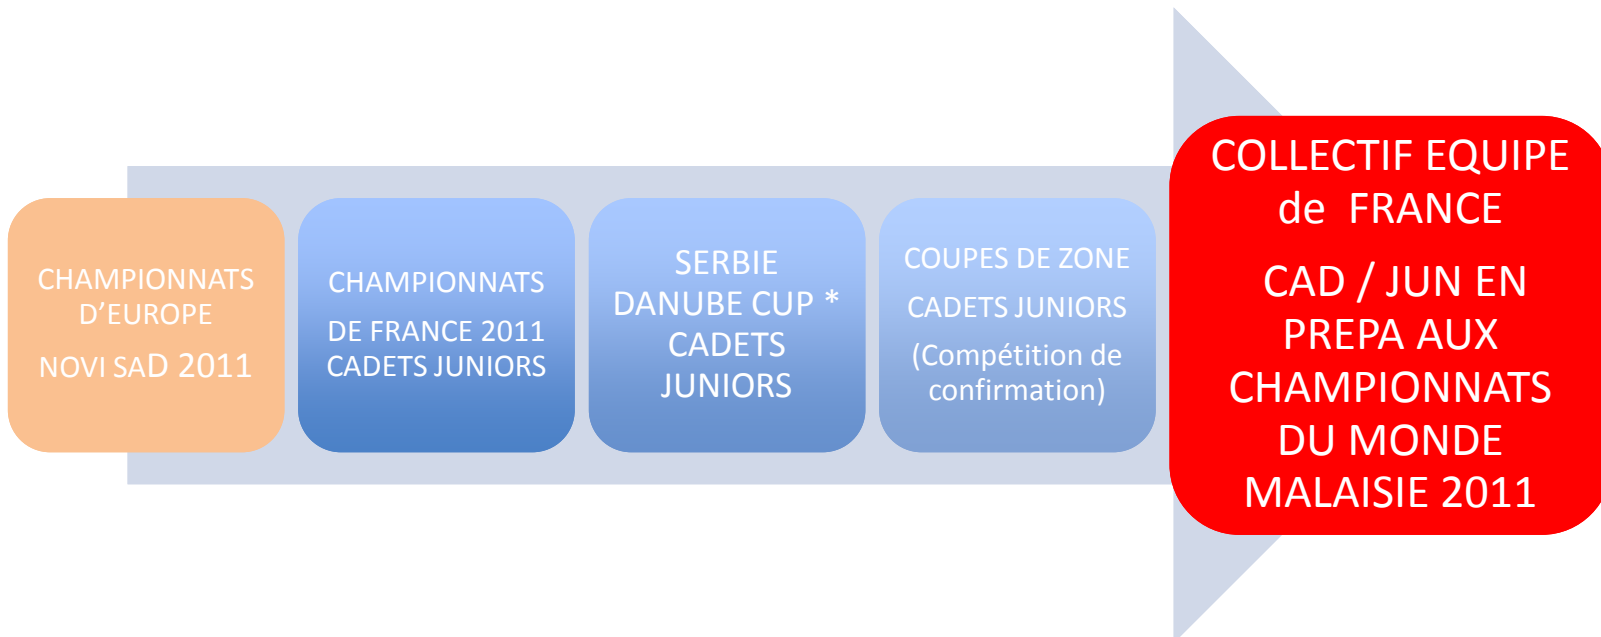 CHAMPIONNATS
D’EUROPE
NOVI SAD 2011
CHAMPIONNATS
DE FRANCE 2011
CADETS JUNIORS
SERBIE
DANUBE CUP *
CADETS
JUNIORS
COUPES DE ZONE
CADETS JUNIORS
(Compétition de
confirmation)
COLLECTIF EQUIPE
de FRANCE
CAD / JUN EN
PREPA AUX
CHAMPIONNATS
DU MONDE
MALAISIE 2011